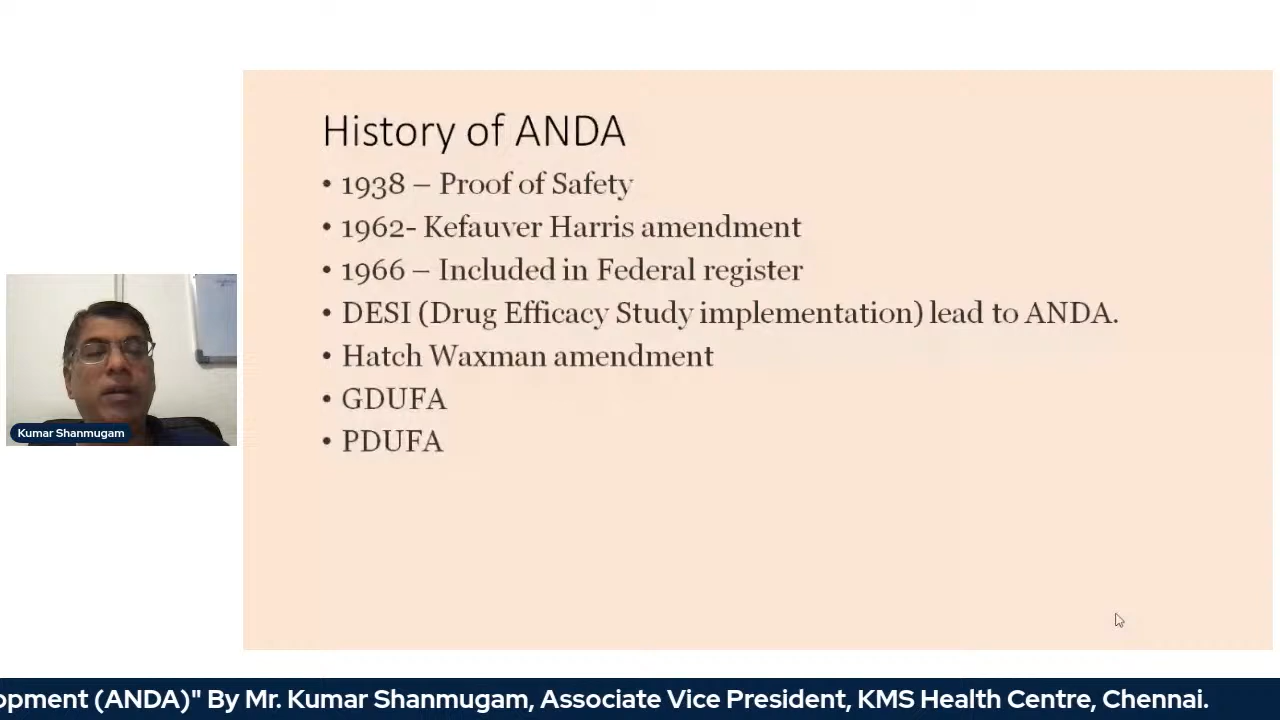 History of ANDA
• 1938 – Proof of Safety
• 1962- Kefauver Harris amendment
• 1966 – Included in Federal register
• DESI (Drug Efficacy Study implementation) lead to ANDA.
• Hatch Waxman amendment
• GDUFA
• PDUFA
Kumar Shanmugam
opment (ANDA)" By Mr. Kumar Shanmugam, Associate Vice President, KMS Health Centre, Chennai.